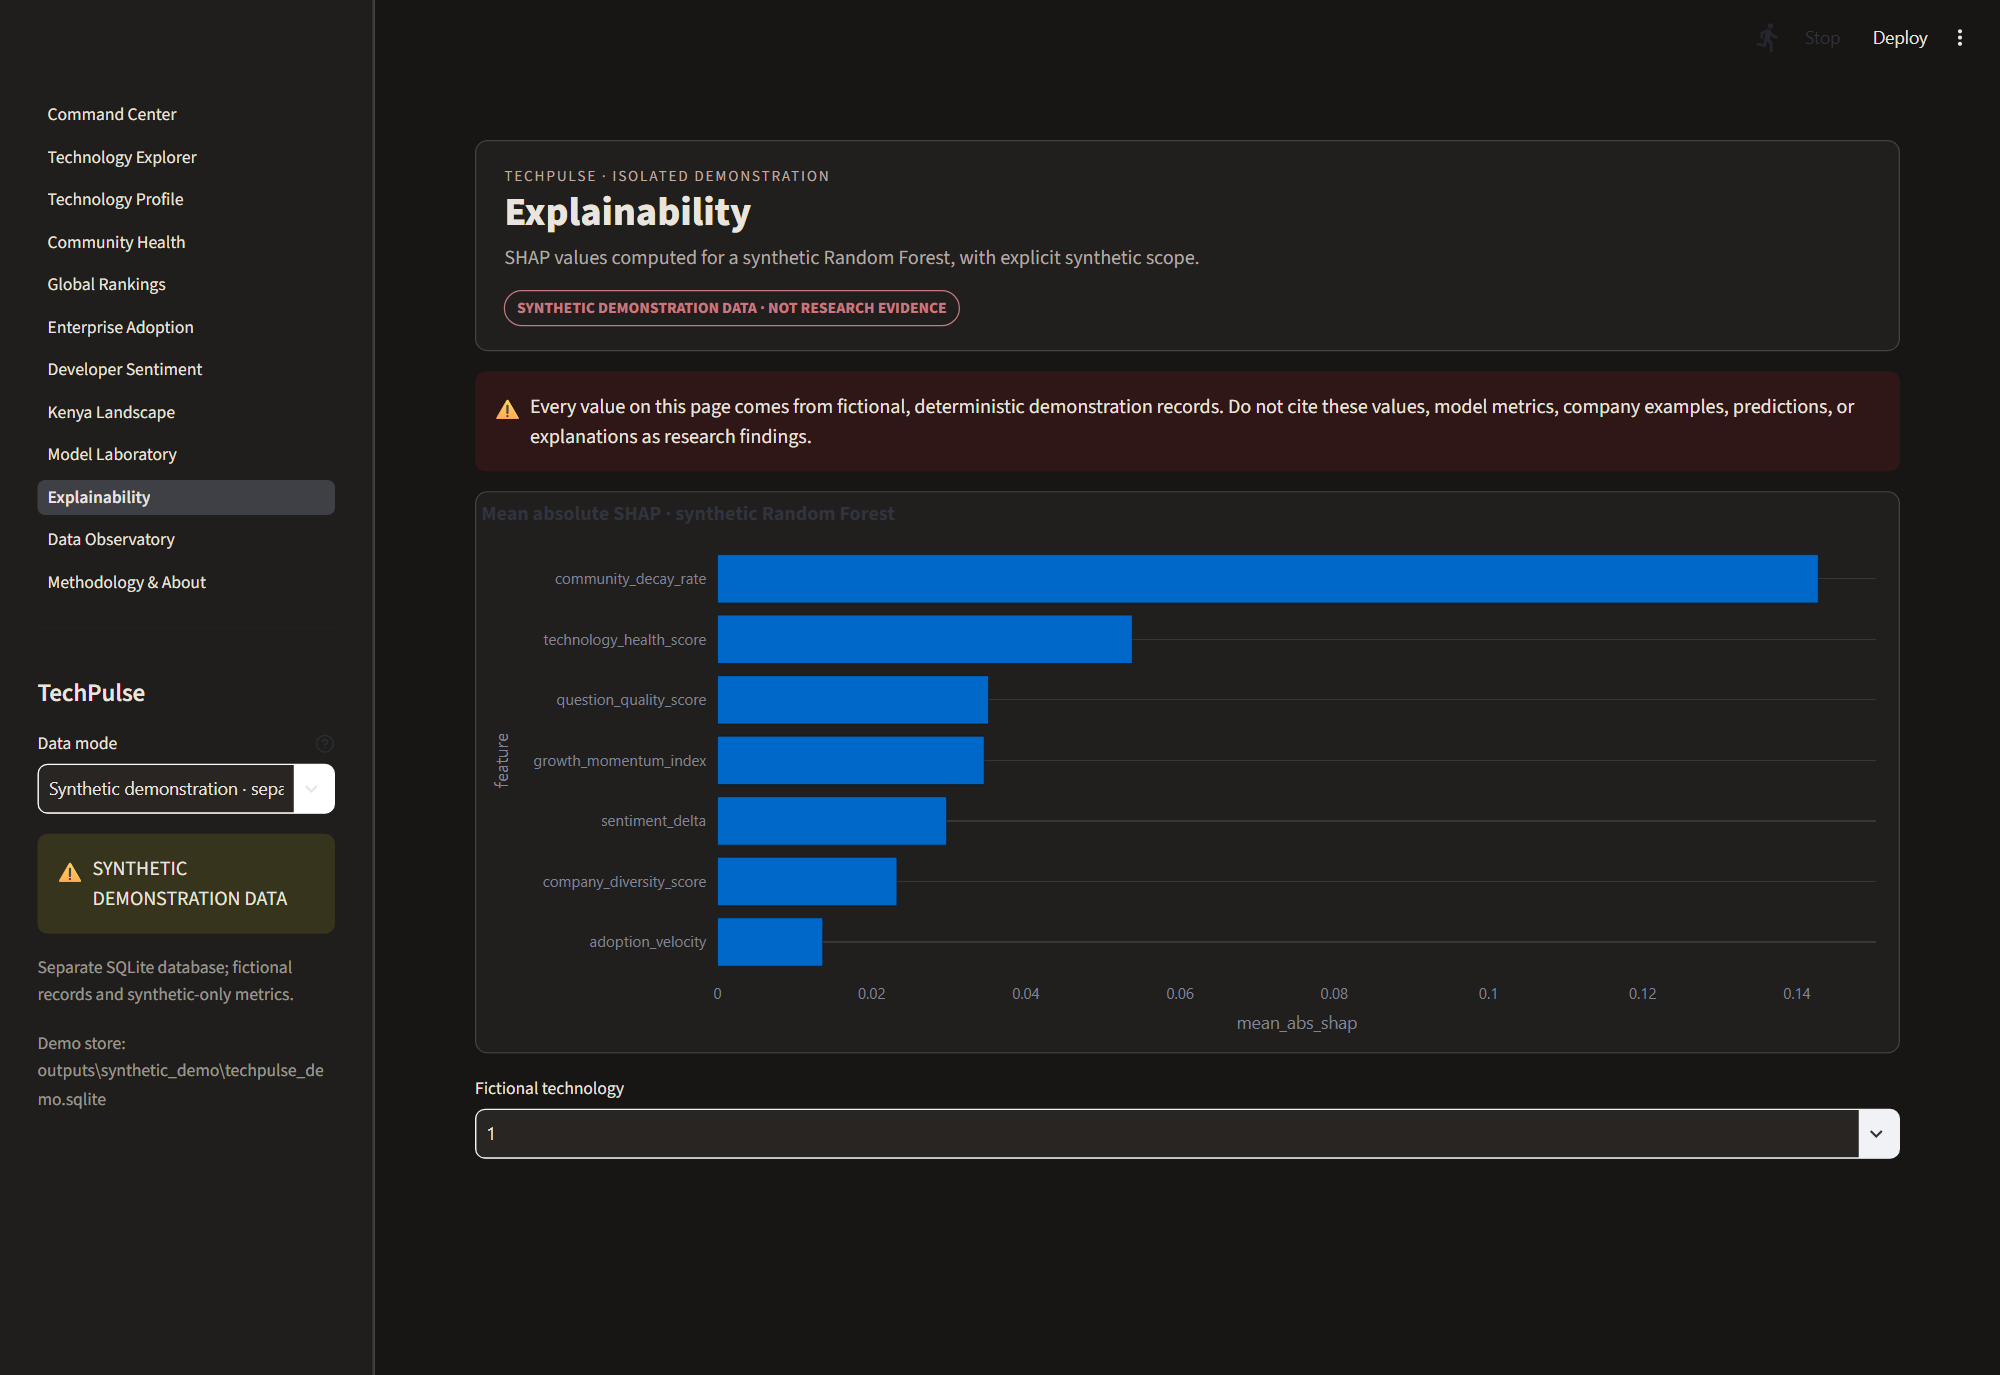 Stop
Deploy
Command Center
Technology Explorer
Technology Profile
Community Health
Global Rankings
Enterprise Adoption
Developer Sentiment
Kenya Landscape
Model Laboratory
Explainability
Data Observatory
Methodology & About
TechPulse
Data mode
Synthetic demonstration · sepa
SYNTHETIC
DEMONSTRATION DATA
Separate SQLite database; fictional
records and synthetic-only metrics.
Demo store:
outputs\synthetic_demo\techpulse_de
mo.sqlite
TECHPULSE · ISOLATED DEMONSTRATION
Explainability
SHAP values computed for a synthetic Random Forest, with explicit synthetic scope.
SYNTHETIC DEMONSTRATION DATA · NOT RESEARCH EVIDENCE
Every value on this page comes from fictional, deterministic demonstration records. Do not cite these values, model metrics, company examples, predictions, or
explanations as research findings.
Mean absolute SHAP · synthetic Random Forest
feature
community_decay_rate
technology_health_score
question_quality_score
growth_momentum_index
sentiment_delta
company_diversity_score
adoption_velocity
0 0.02 0.04 0.06 0.08 0.1 0.12 0.14
mean_abs_shap
Fictional technology
1